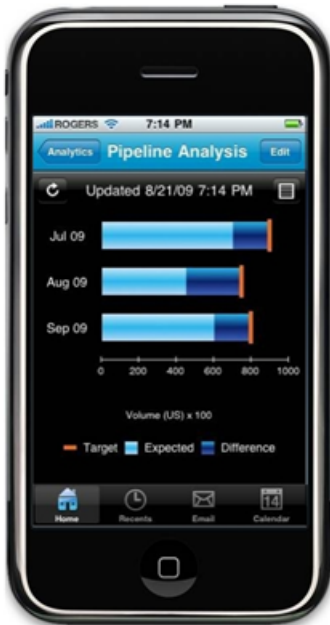 ROGERS 7:14 PM
Analytics Pipeline Analysis Edit
Updated 8/21/09 7:14 PM
Jul 09
Aug 09
Sep 09
0 200 400 600 800 1000
Volume (US) x 100
Target Expected Difference
14
Home Recents Email Calendar